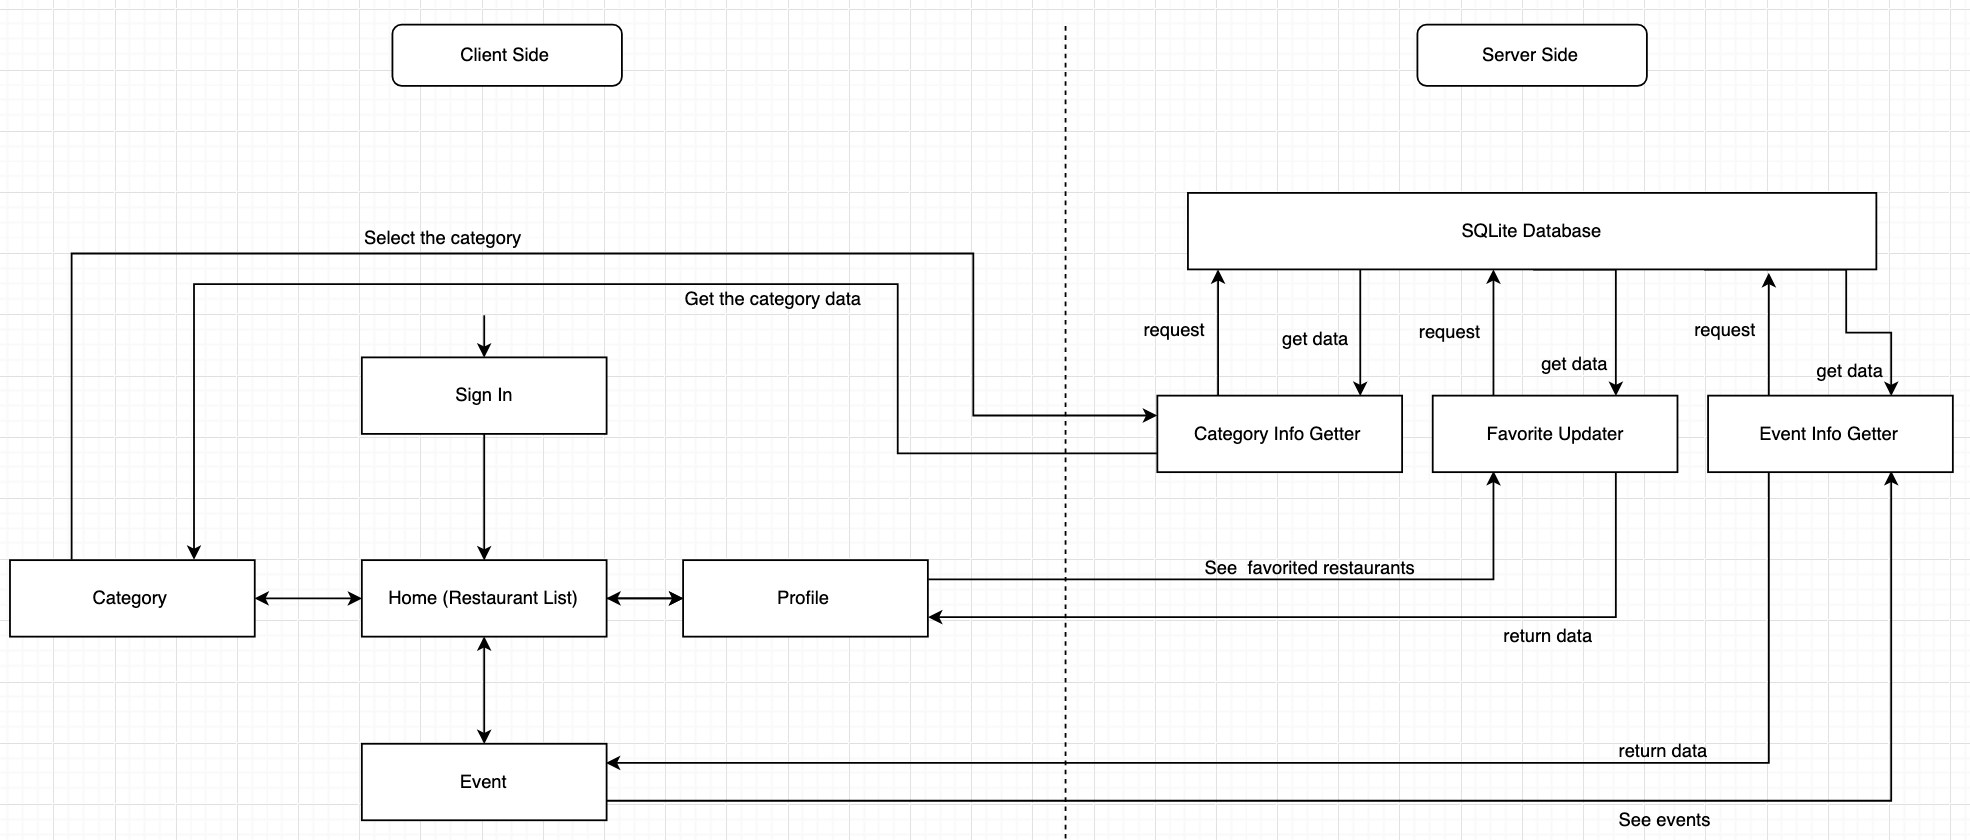 Client Side
Server Side
SQLite Database
Select the category
Get the category data
request
get data
request
get data
request
get data
Sign In
Category Info Getter
Favorite Updater
Event Info Getter
See  favorited restaurants
Category
Home (Restaurant List)
Profile
return data
return data
Event
See events